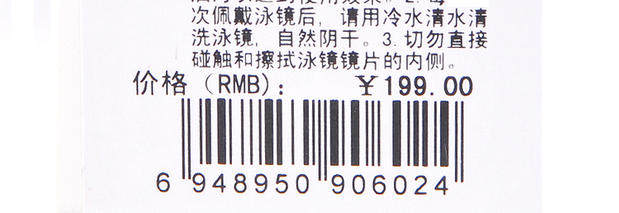 次佩戴泳镜后，请用冷水清水清
洗泳镜，自然阴干。3.切勿直接
碰触和擦拭泳镜镜片的内侧。
价格（RMB）：￥199.00
6 948950 906024